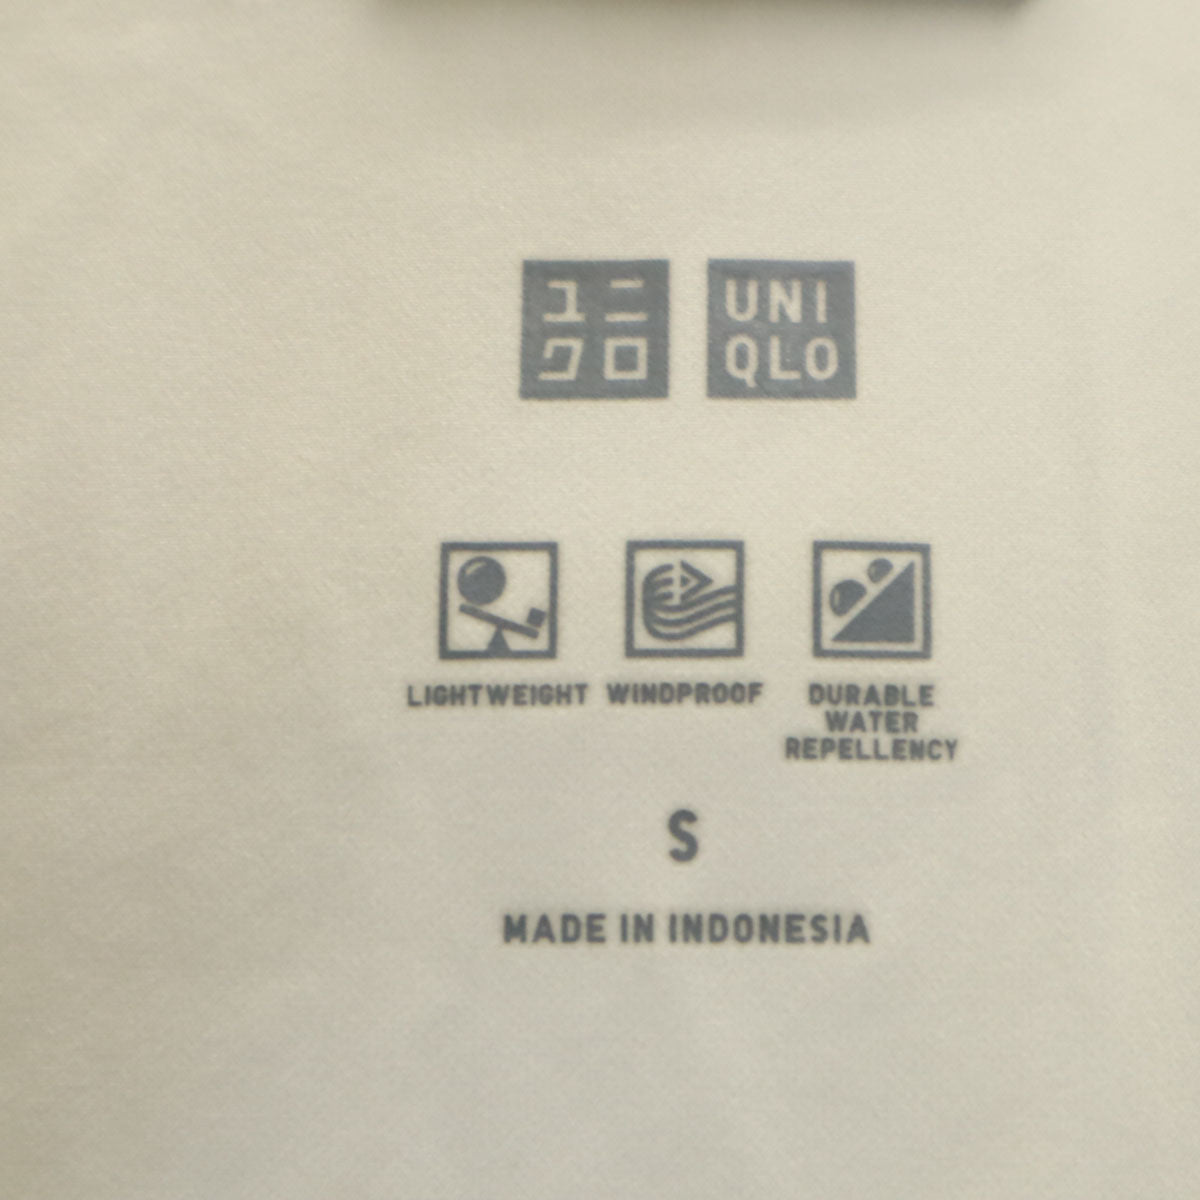 ユニ UNI
クロ QLO
LIGHTWEIGHT WINDPROOF DURABLE
WATER
REPELLENCY
S
MADE IN INDONESIA